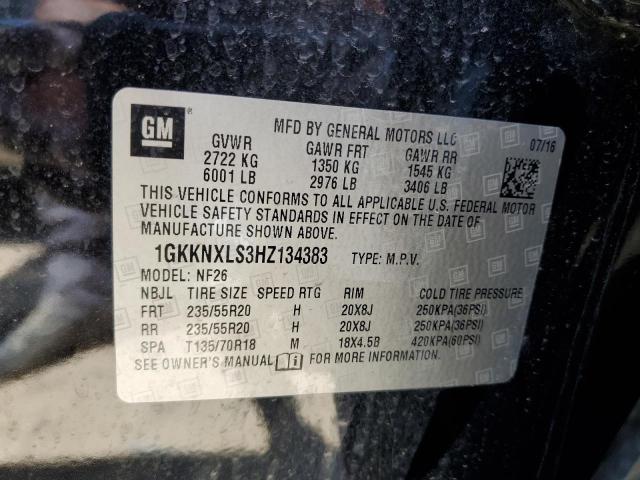 GM
MFD BY GENERAL MOTORS LLC
07/16
GVWR GAWR FRT GAWR RR
2722 KG 1350 KG 1545 KG
6001 LB 2976 LB 3406 LB
THIS VEHICLE CONFORMS TO ALL APPLICABLE U.S. FEDERAL MOTOR
VEHICLE SAFETY STANDARDS IN EFFECT ON THE DATE OF
MANUFACTURE SHOWN ABOVE.
1GKKNXLS3HZ134383 TYPE: M.P.V.
MODEL: NF26
NBJL TIRE SIZE SPEED RTG RIM COLD TIRE PRESSURE
FRT 235/55R20 H 20X8J 250KPA(36PSI)
RR 235/55R20 H 20X8J 250KPA(36PSI)
SPA T135/70R18 M 18X4.5B 420KPA(60PSI)
SEE OWNER'S MANUAL FOR MORE INFORMATION.